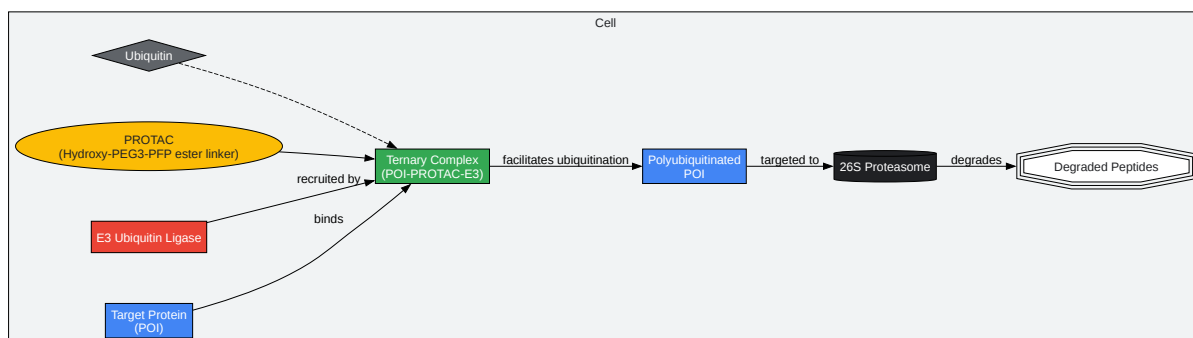 Cell
Ubiquitin
PROTAC
(Hydroxy-PEG3-PFP ester linker)
recruited by
E3 Ubiquitin Ligase
binds
Target Protein
(POI)
Ternary Complex
(POI-PROTAC-E3)
facilitates ubiquitination
Polyubiquitinated
POI
targeted to
26S Proteasome
degrades
Degraded Peptides